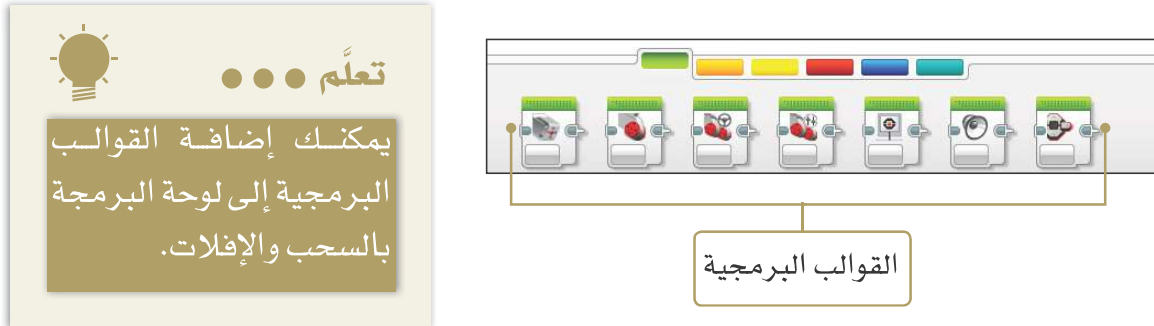 تعلَّم
يمكنك إضافة القوالب
البرمجية إلى لوحة البرمجة
بالسحب والإفلات.
القوالب البرمجية